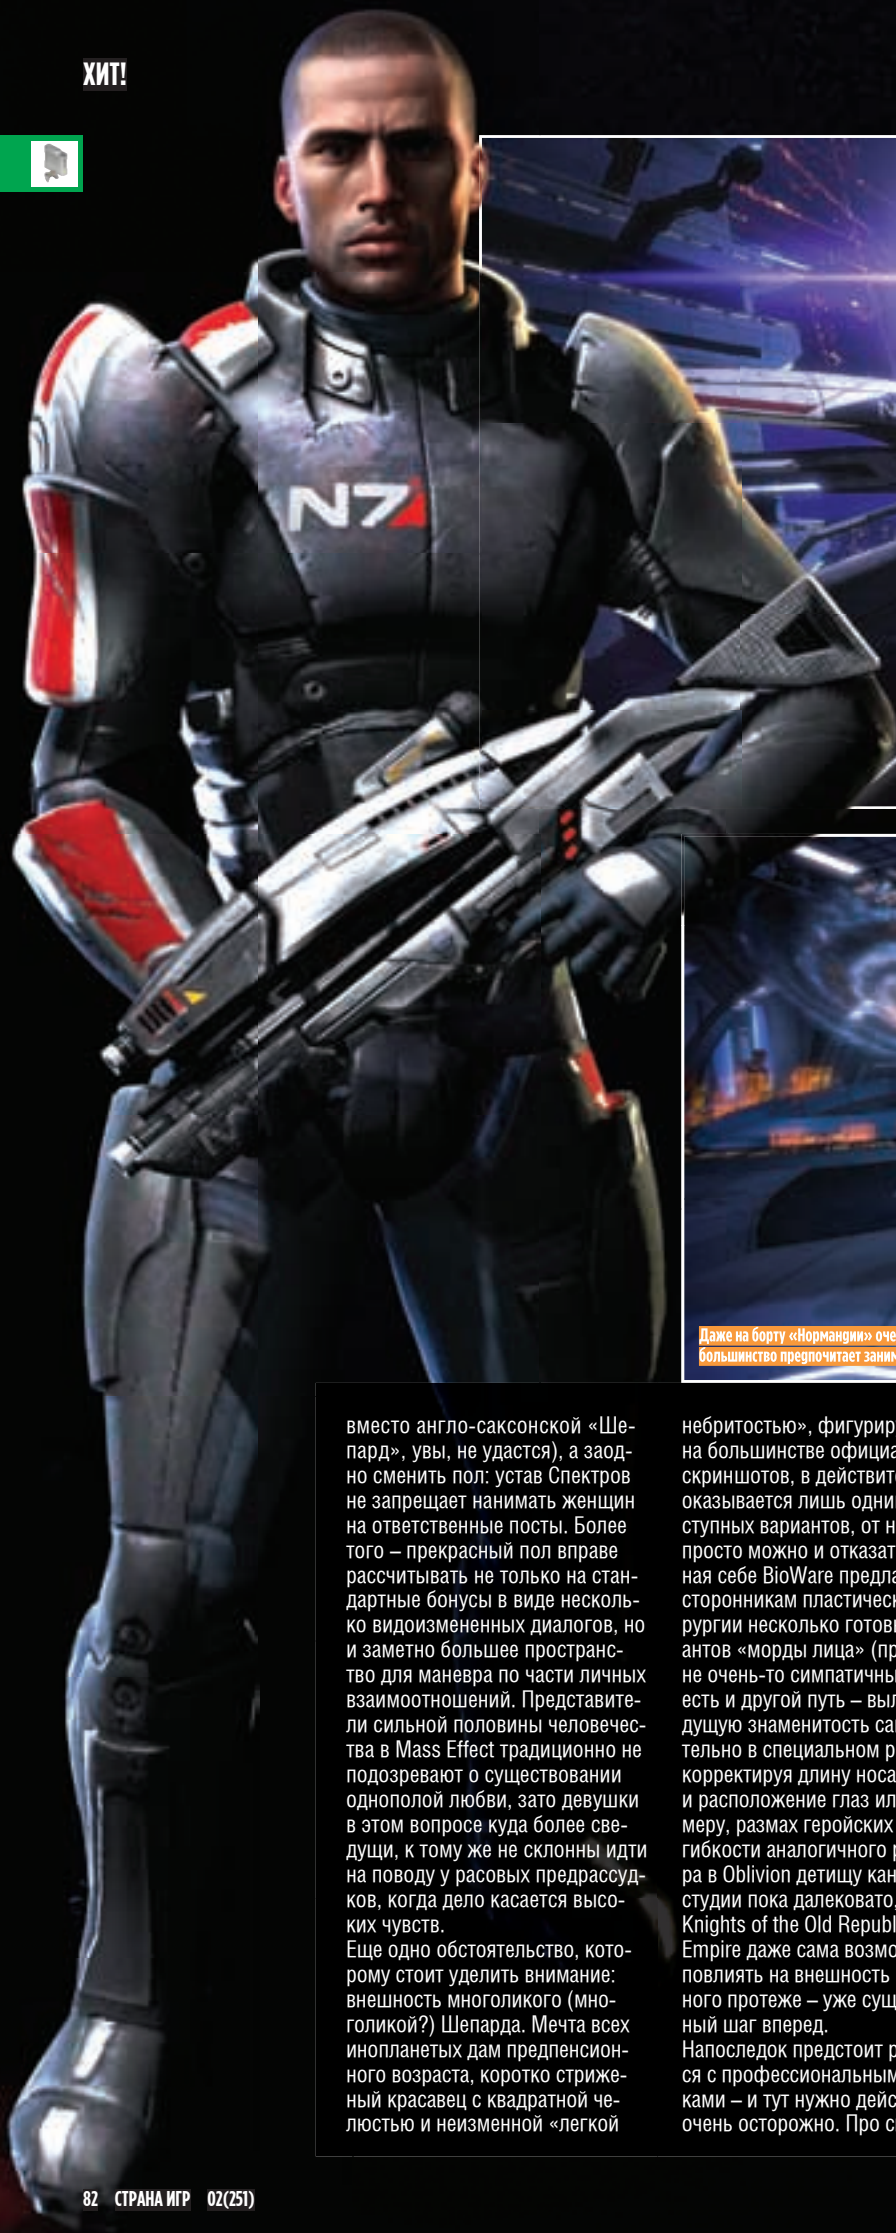 ХИТ!
N7
Даже на борту «Нормандии»
большинство предпочитает
вместо англо-саксонской «Ше-
пард», увы, не удастся), а заод-
но сменить пол: устав Спектров
не запрещает нанимать женщин
на ответственные посты. Более
того – прекрасный пол вправе
рассчитывать не только на стан-
дартные бонусы в виде несколь-
ко видоизмененных диалогов, но
и заметно большее пространс-
тво для маневра по части личных
взаимоотношений. Представите-
ли сильной половины человечес-
тва в Mass Effect традиционно не
подозревают о существовании
однополой любви, зато девушки
в этом вопросе куда более све-
дущи, к тому же не склонны идти
на поводу у расовых предрассуд-
ков, когда дело касается высо-
ких чувств.
Еще одно обстоятельство, кото-
рому стоит уделить внимание:
внешность многоликого (мно-
голикой?) Шепарда. Мечта всех
инопланетых дам предпенсион-
ного возраста, коротко стриже-
ный красавец с квадратной че-
люстью и неизменной «легкой
небритостью», фигурир
на большинстве официа
скриншотов, в действит
оказывается лишь одни
ступных вариантов, от н
просто можно и отказат
ная себе BioWare предла
сторонникам пластическ
рургии несколько готовы
антов «морды лица» (пр
не очень-то симпатичны
есть и другой путь – выл
дущую знаменитость са
тельно в специальном р
корректируя длину носа
и расположение глаз ил
меру, размах геройских
гибкости аналогичного р
ра в Oblivion детищу кан
студии пока далековато,
Knights of the Old Republ
Empire даже сама возмо
повлиять на внешность
ного протеже – уже сущ
ный шаг вперед.
Напоследок предстоит р
ся с профессиональным
ками – и тут нужно дейс
очень осторожно. Про с
82 СТРАНА ИГР 02(251)